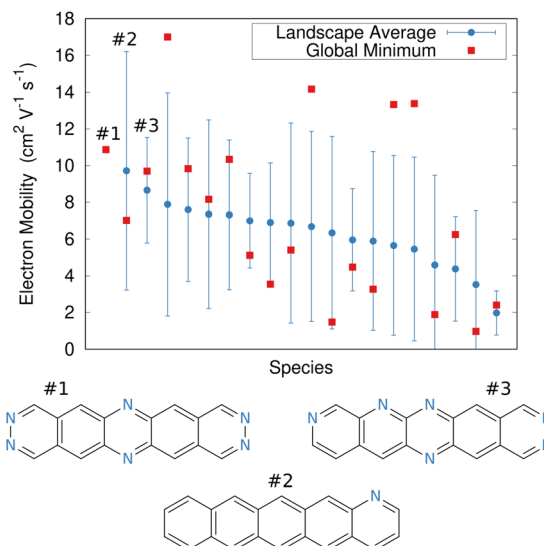 18
16
14
12
10
8
6
4
2
0
Electron Mobility (cm² V⁻¹ s⁻¹)
Landscape Average
Global Minimum
#2
#1
#3
Species
#1
N
N
N
N
N
N
#3
N
N
N
N
#2
N